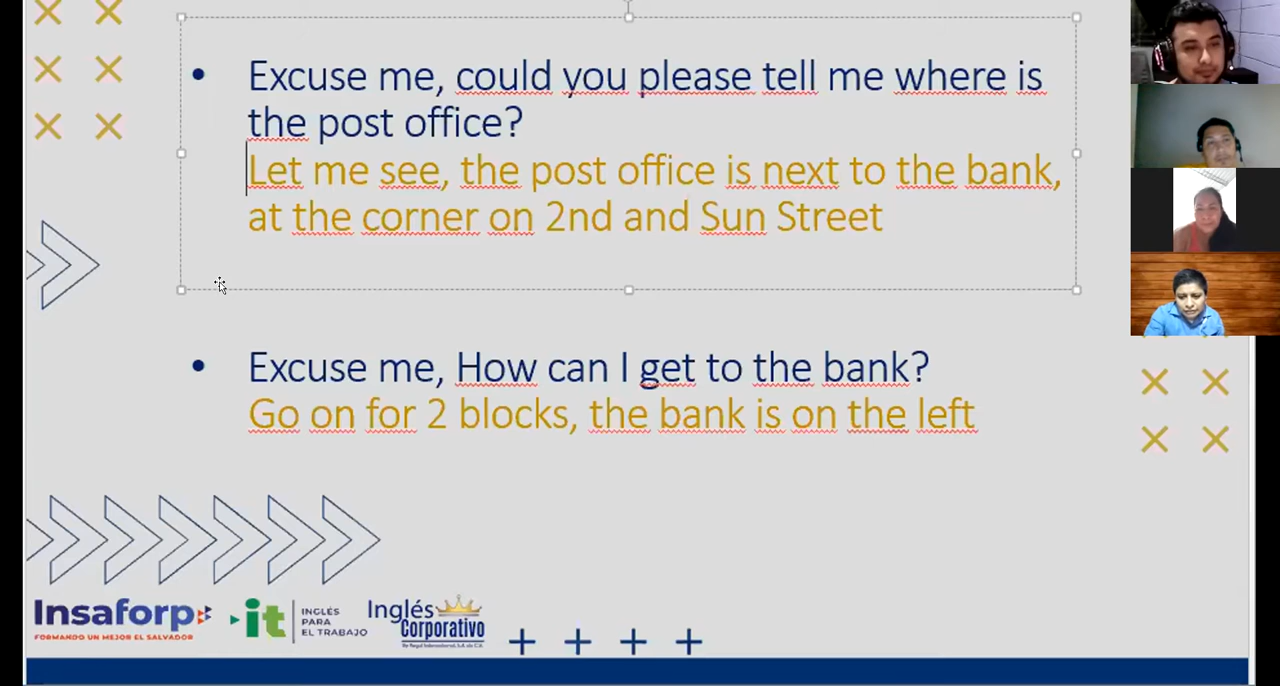 Excuse me, could you please tell me where is
the post office?
Let me see, the post office is next to the bank,
at the corner on 2nd and Sun Street
Excuse me, How can I get to the bank?
Go on for 2 blocks, the bank is on the left
Insaforp
FORMANDO UN MEJOR EL SALVADOR
it
INGLÉS
PARA
EL TRABAJO
Inglés
Corporativo